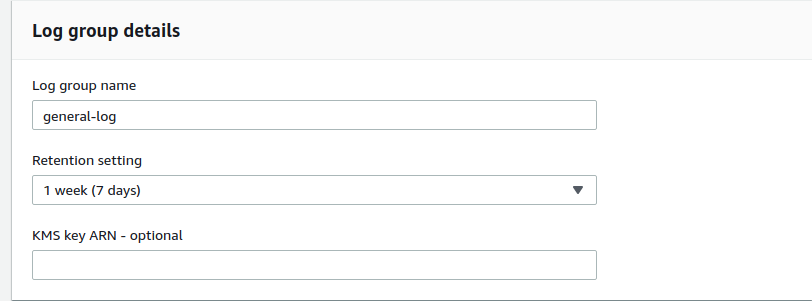 Log group details
Log group name
general-log
Retention setting
1 week (7 days)
KMS key ARN - optional